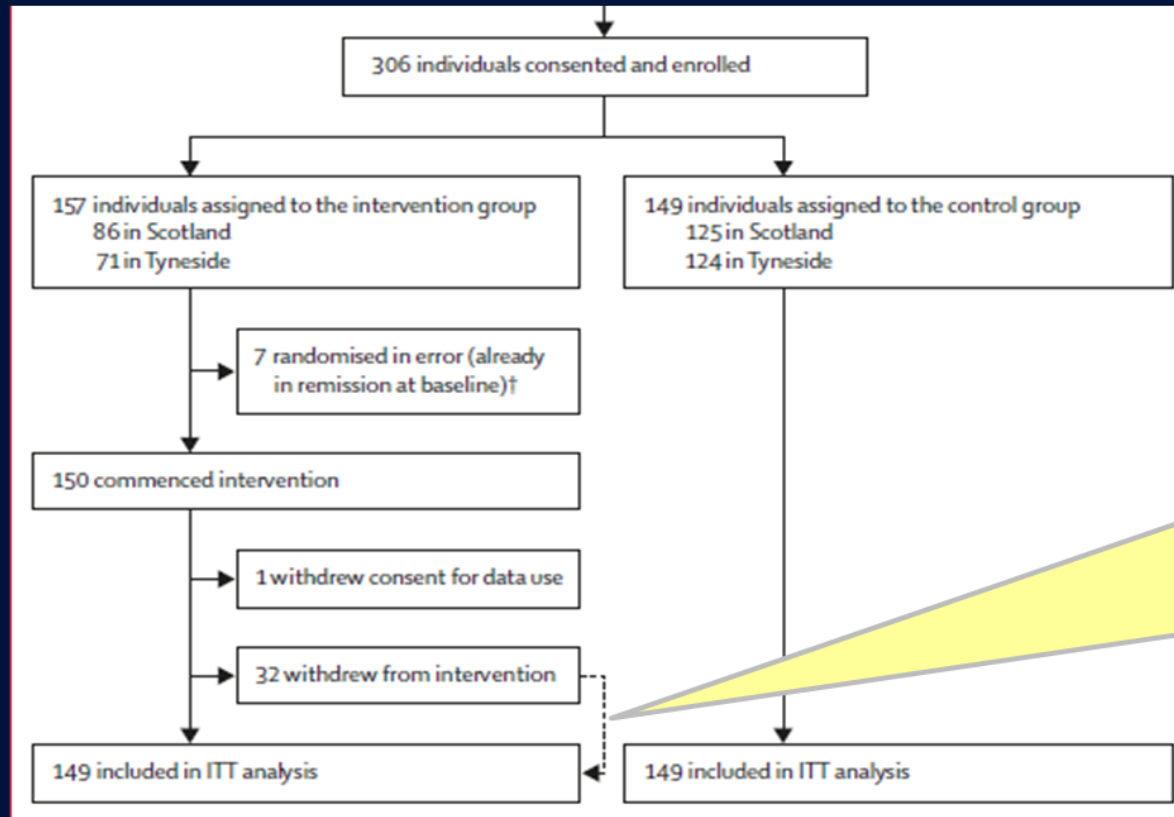 306 individuals consented and enrolled
157 individuals assigned to the intervention group
86 in Scotland
71 in Tyneside
149 individuals assigned to the control group
125 in Scotland
124 in Tyneside
7 randomised in error (already
in remission at baseline)†
150 commenced intervention
1 withdrew consent for data use
32 withdrew from intervention
149 included in ITT analysis
149 included in ITT analysis